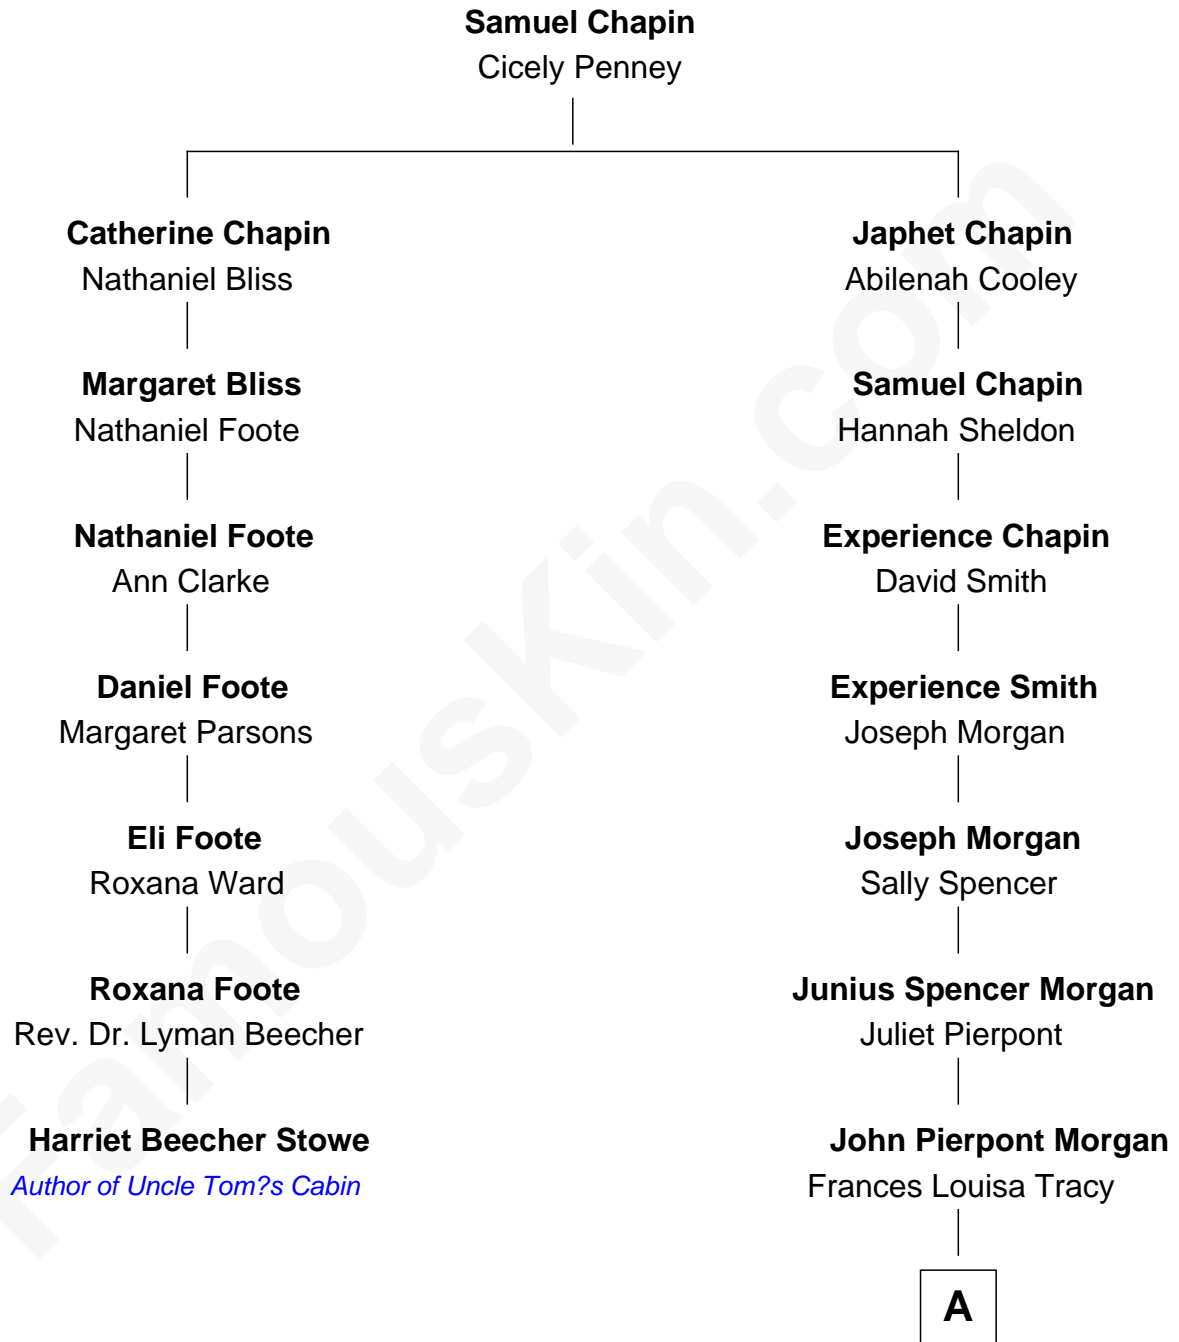 Samuel Chapin
Cicely Penney
Catherine Chapin
Nathaniel Bliss
Japhet Chapin
Abilenah Cooley
Margaret Bliss
Nathaniel Foote
Samuel Chapin
Hannah Sheldon
Nathaniel Foote
Ann Clarke
Experience Chapin
David Smith
Daniel Foote
Margaret Parsons
Experience Smith
Joseph Morgan
Eli Foote
Roxana Ward
Joseph Morgan
Sally Spencer
Roxana Foote
Rev. Dr. Lyman Beecher
Junius Spencer Morgan
Juliet Pierpont
Harriet Beecher Stowe
Author of Uncle Tom?s Cabin
John Pierpont Morgan
Frances Louisa Tracy
A
FamousKin.com